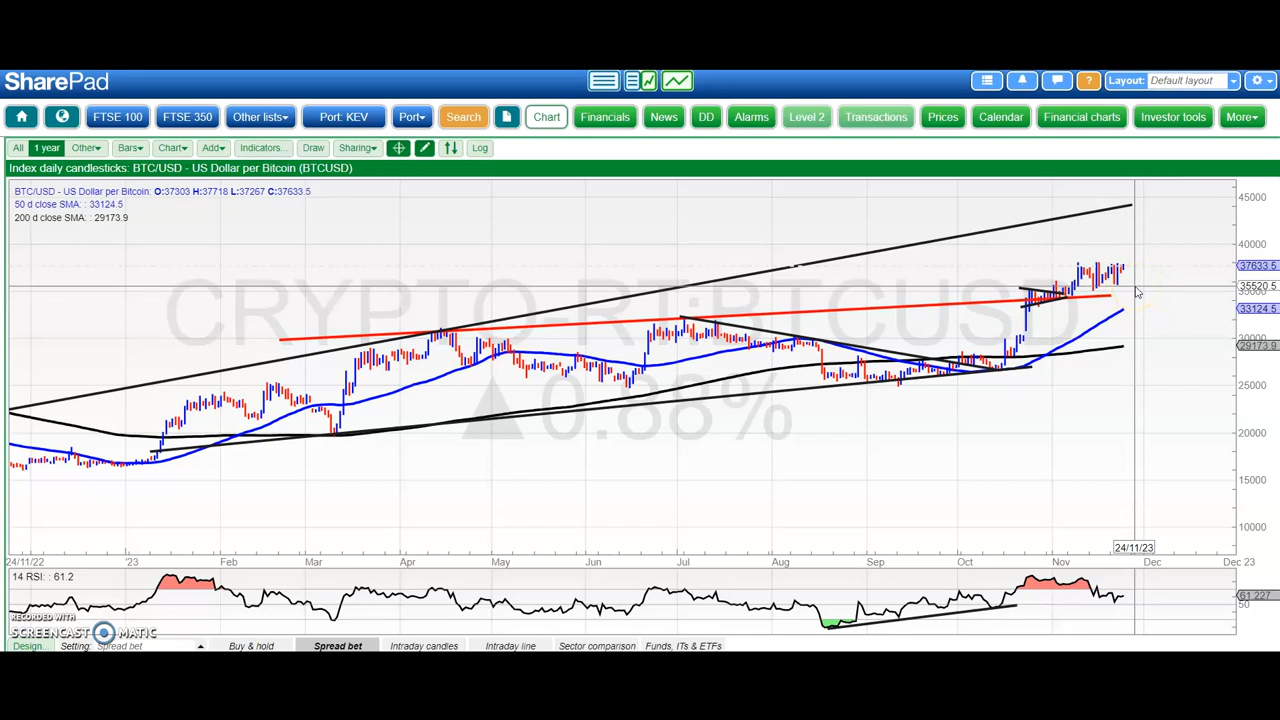 SharePad
Layout: Default layout
FTSE 100 FTSE 350 Other lists Port: KEV Port Search Chart Financials News DD Alarms Level 2 Transactions Prices Calendar Financial charts Investor tools More
All 1 year Other Bars Chart Add Indicators... Draw Sharing Log
Index daily candlesticks: BTC/USD - US Dollar per Bitcoin (BTCUSD)
BTC/USD - US Dollar per Bitcoin: O:37303 H:37718 L:37267 C:37633.5
50 d close SMA: : 33124.5
200 d close SMA: : 29173.9
CRYPTO-RT:BTCUSD
▲0.88%
45000
40000
37633.5
35000
35520.5
33124.5
30000
29173.9
25000
20000
15000
10000
24/11/23
24/11/22 '23 Feb Mar Apr May Jun Jul Aug Sep Oct Nov Dec Dec 23
14 RSI: : 61.2
61.227
50
RECORDED WITH
SCREENCAST MATIC
Design... Setting: Spread bet Buy & hold Spread bet Intraday candles Intraday line Sector comparison Funds, ITs & ETFs